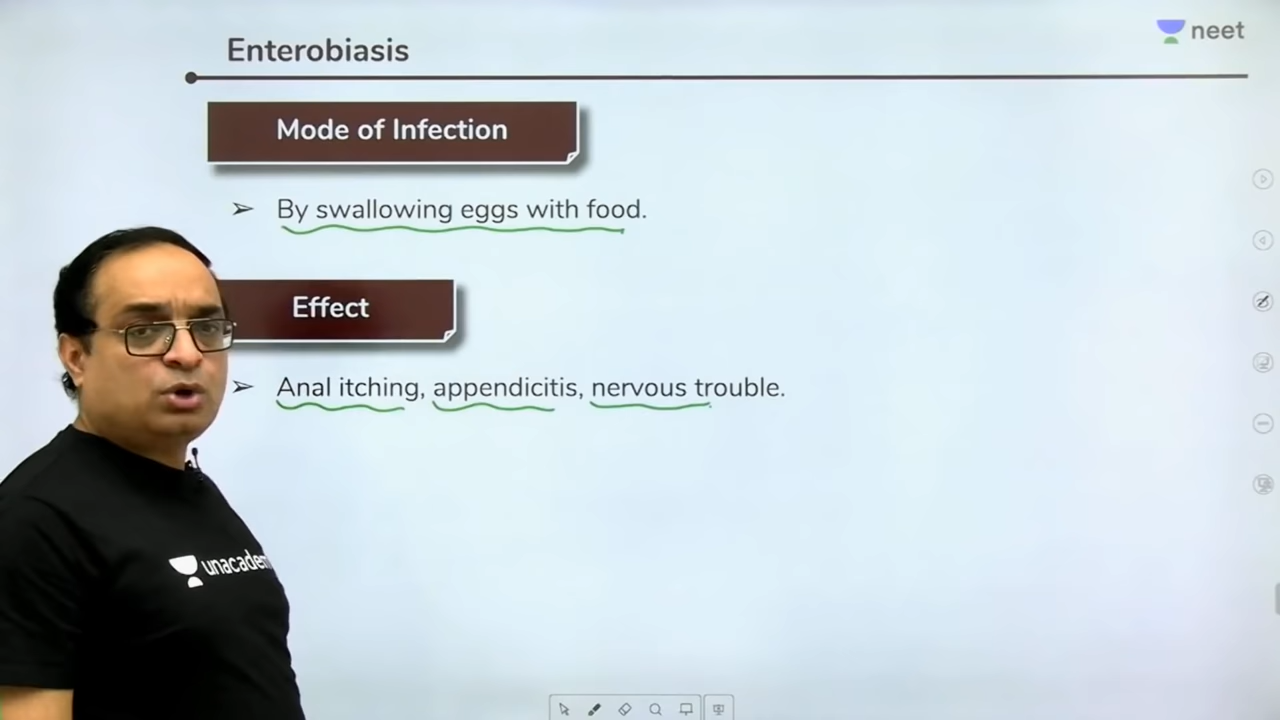 neet
Enterobiasis
Mode of Infection
➢ By swallowing eggs with food.
Effect
➢ Anal itching, appendicitis, nervous trouble.
unacadem